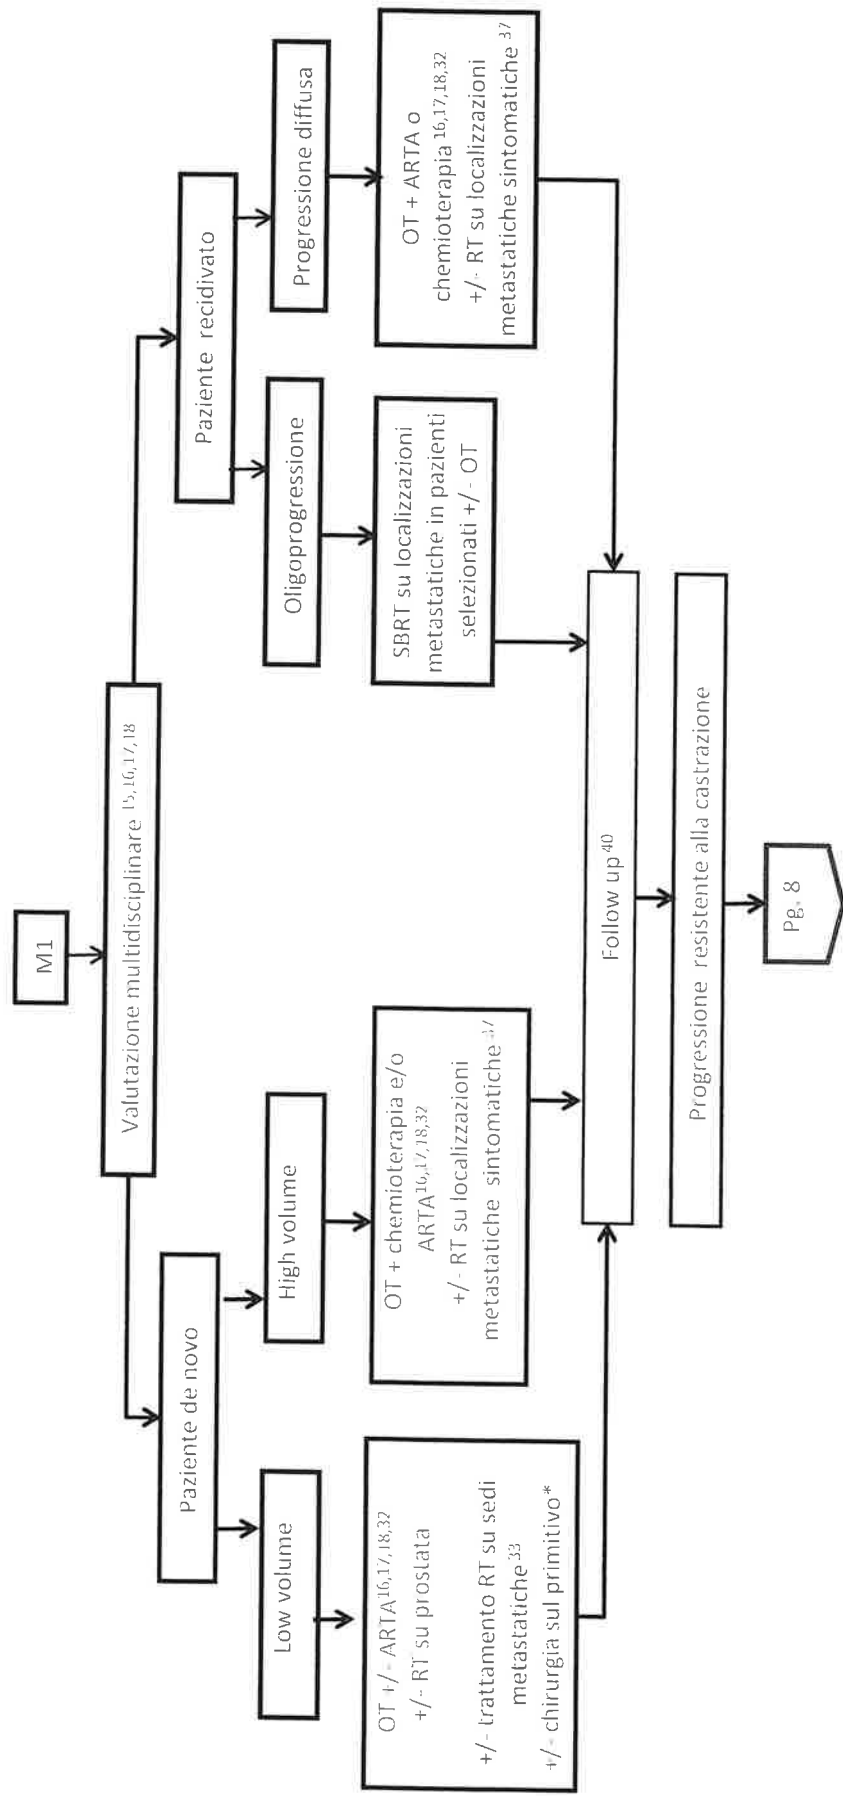 M1
Valutazione multidisciplinare 15,16,17,18
Paziente de novo
Paziente recidivato
Low volume
High volume
Oligoprogressione
Progressione diffusa
OT +/- ARTA16,17,18,32
+/- RT su prostata
+/- trattamento RT su sedi
metastatiche 33
+/- chirurgia sul primitivo*
OT + chemioterapia e/o
ARTA16,17,18,32
+/- RT su localizzazioni
metastatiche sintomatiche 37
SBRT su localizzazioni
metastatiche in pazienti
selezionati +/- OT
OT + ARTA o
chemioterapia 16,17,18,32
+/- RT su localizzazioni
metastatiche sintomatiche 37
Follow up40
Progressione resistente alla castrazione
Pg. 8